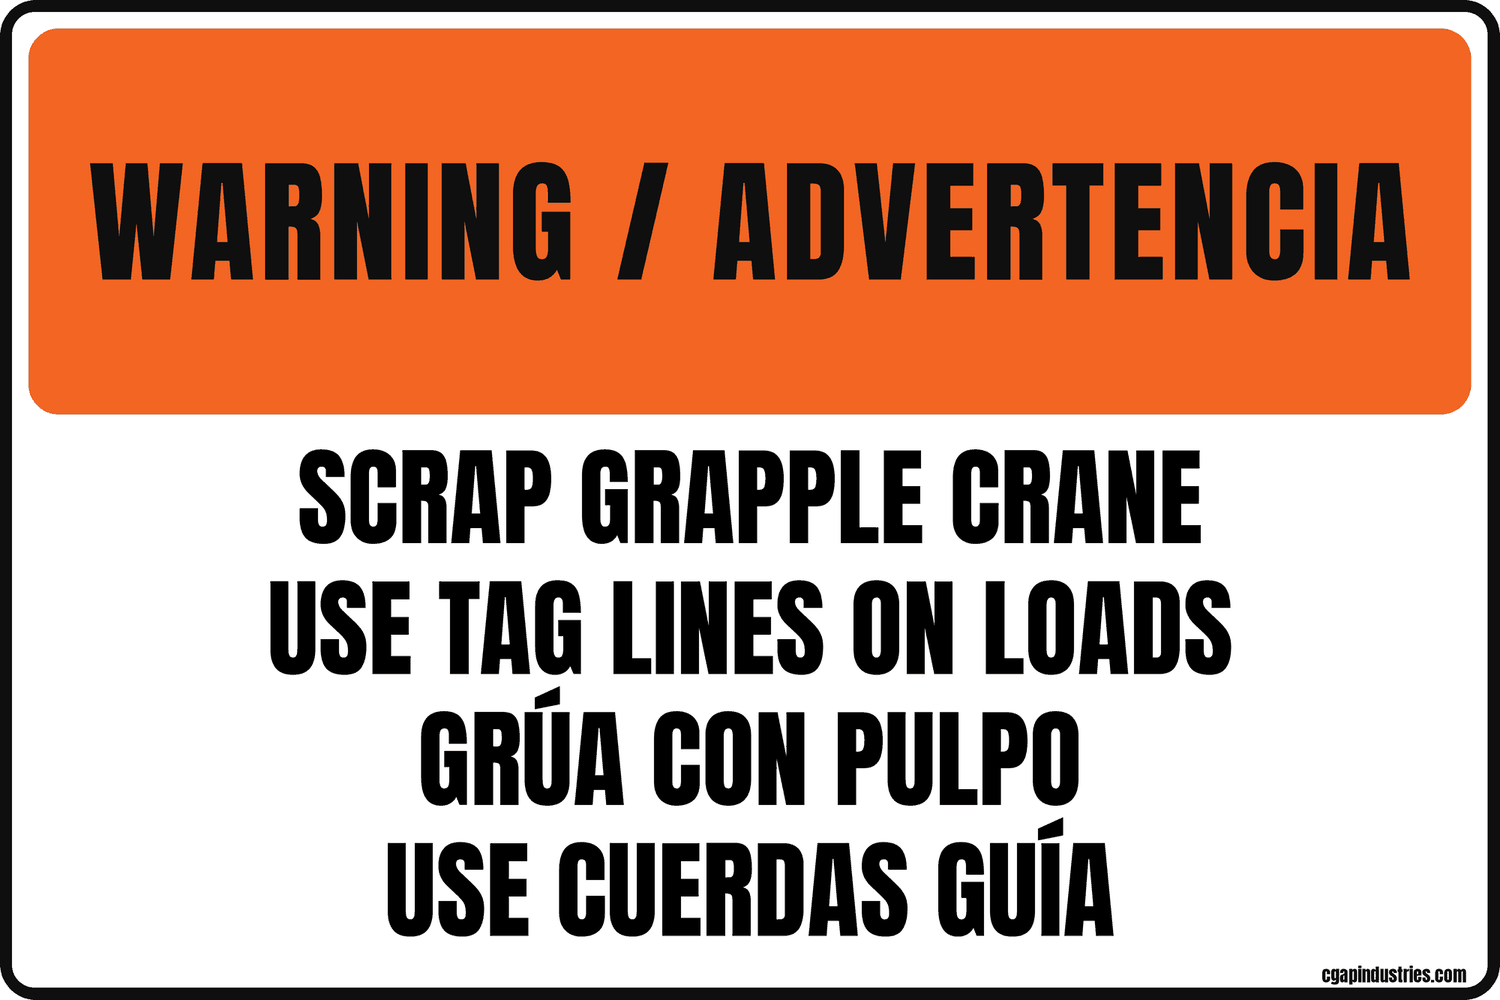 WARNING / ADVERTENCIA
SCRAP GRAPPLE CRANE
USE TAG LINES ON LOADS
GRÚA CON PULPO
USE CUERDAS GUÍA
cgapindustries.com